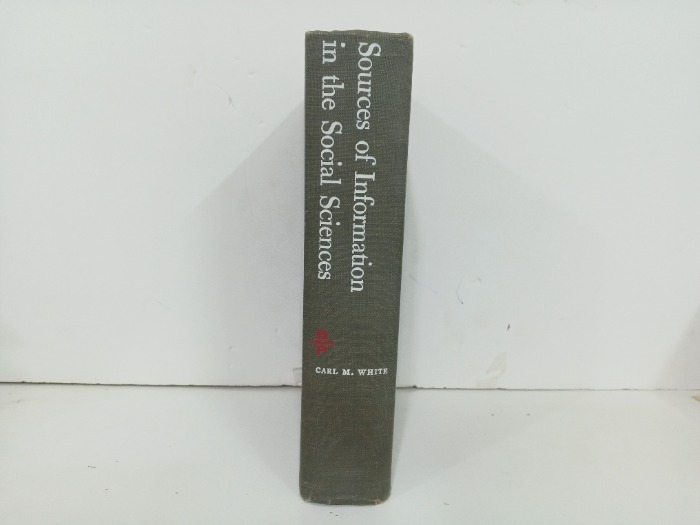 Sources of Information
in the Social Sciences
CARL M. WHITE